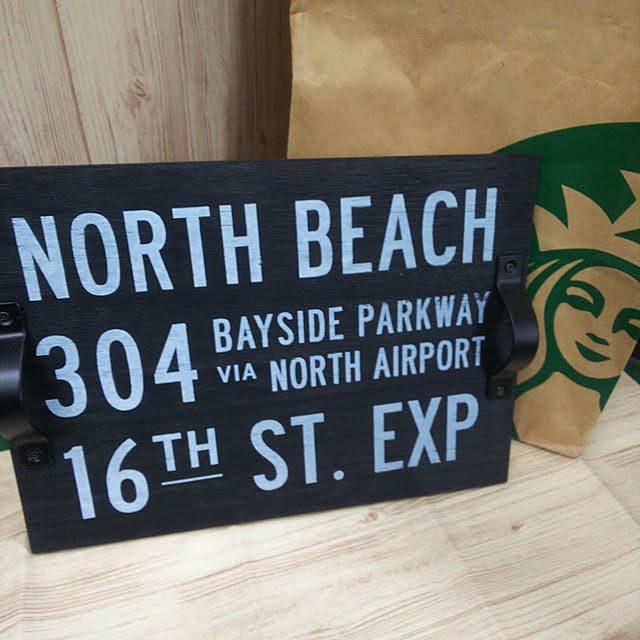 NORTH BEACH
304 BAYSIDE PARKWAY
VIA NORTH AIRPORT
16TH ST. EXP